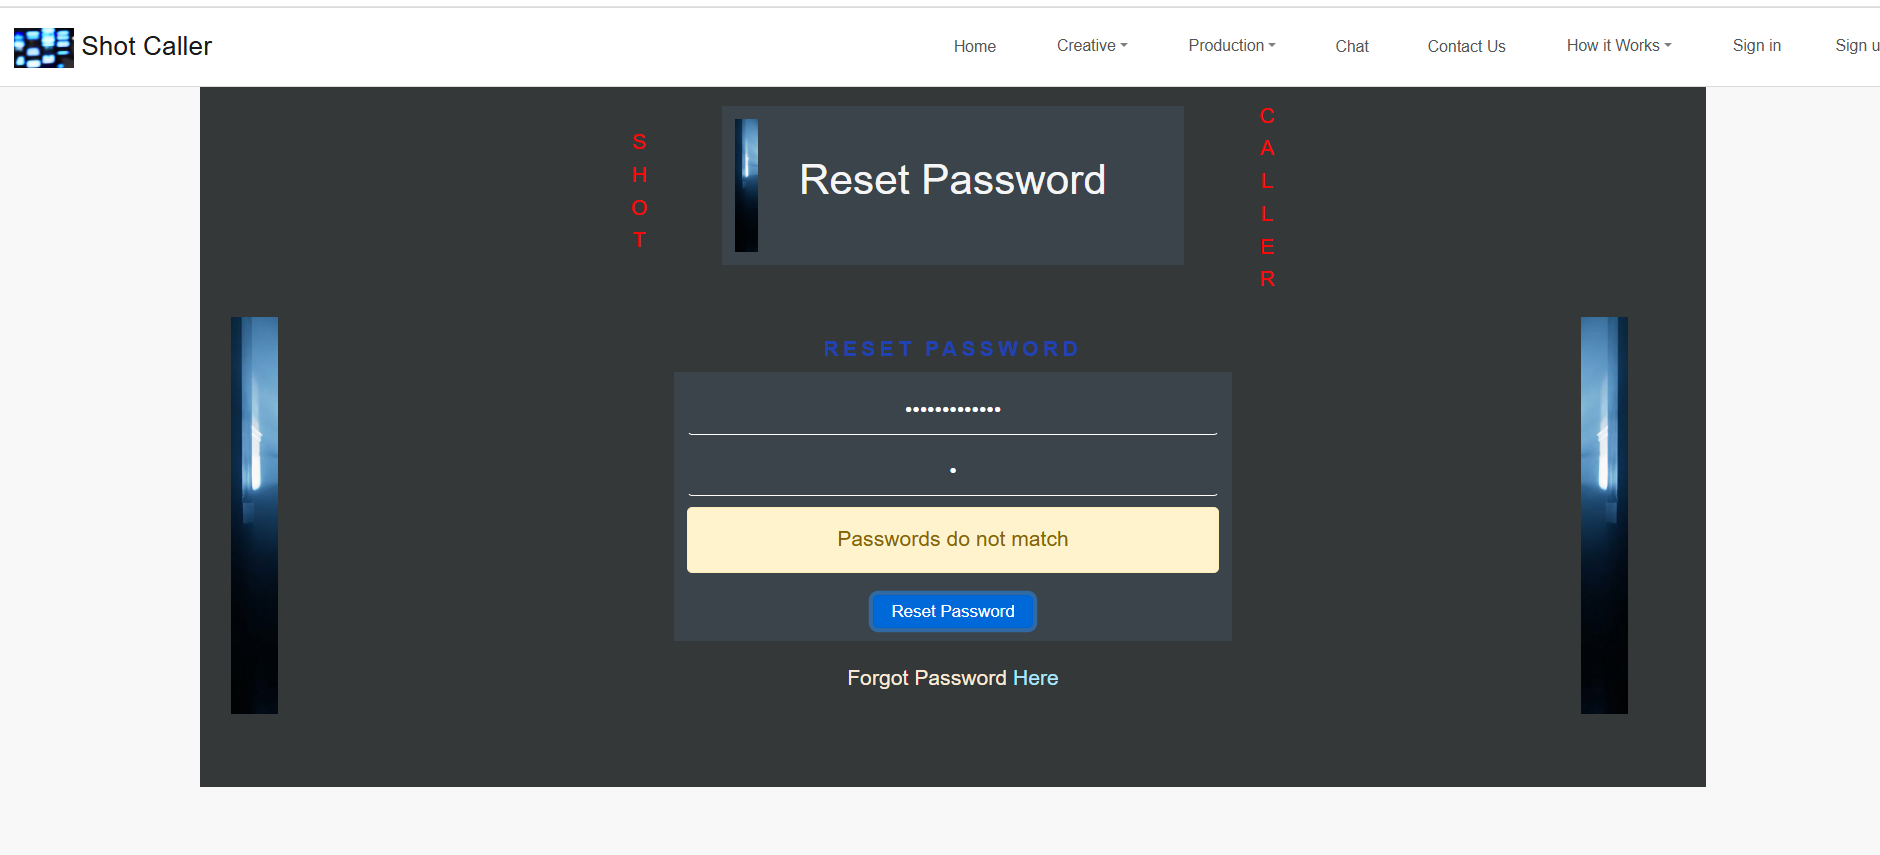 Shot Caller
Home
Creative
Production
Chat
Contact Us
How it Works
Sign in
Sign u
S
H
O
T
Reset Password
C
A
L
L
E
R
RESET PASSWORD
•••••••••••••
•
Passwords do not match
Reset Password
Forgot Password Here